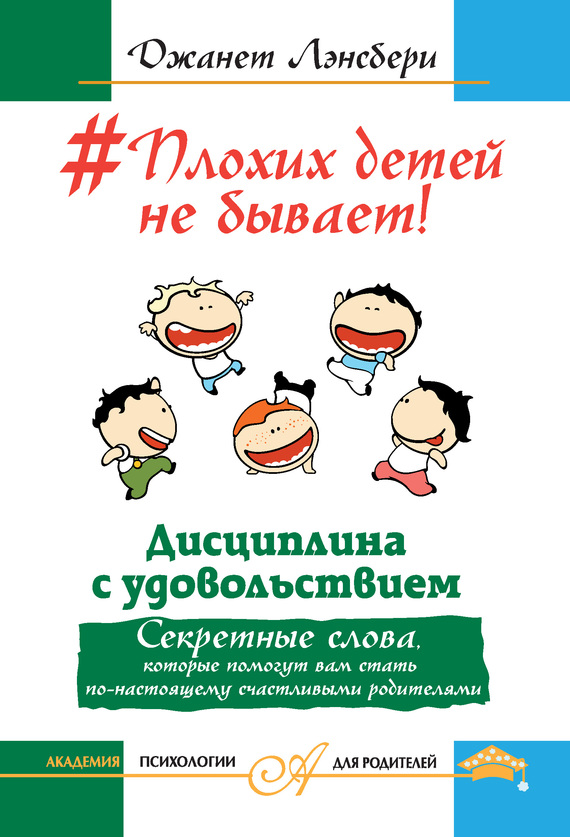 Джанет Лэнсбери
#Плохих детей
не бывает!
Дисциплина
с удовольствием
Секретные слова,
которые помогут вам стать
по-настоящему счастливыми родителями
АКАДЕМИЯ ПСИХОЛОГИИ А ДЛЯ РОДИТЕЛЕЙ